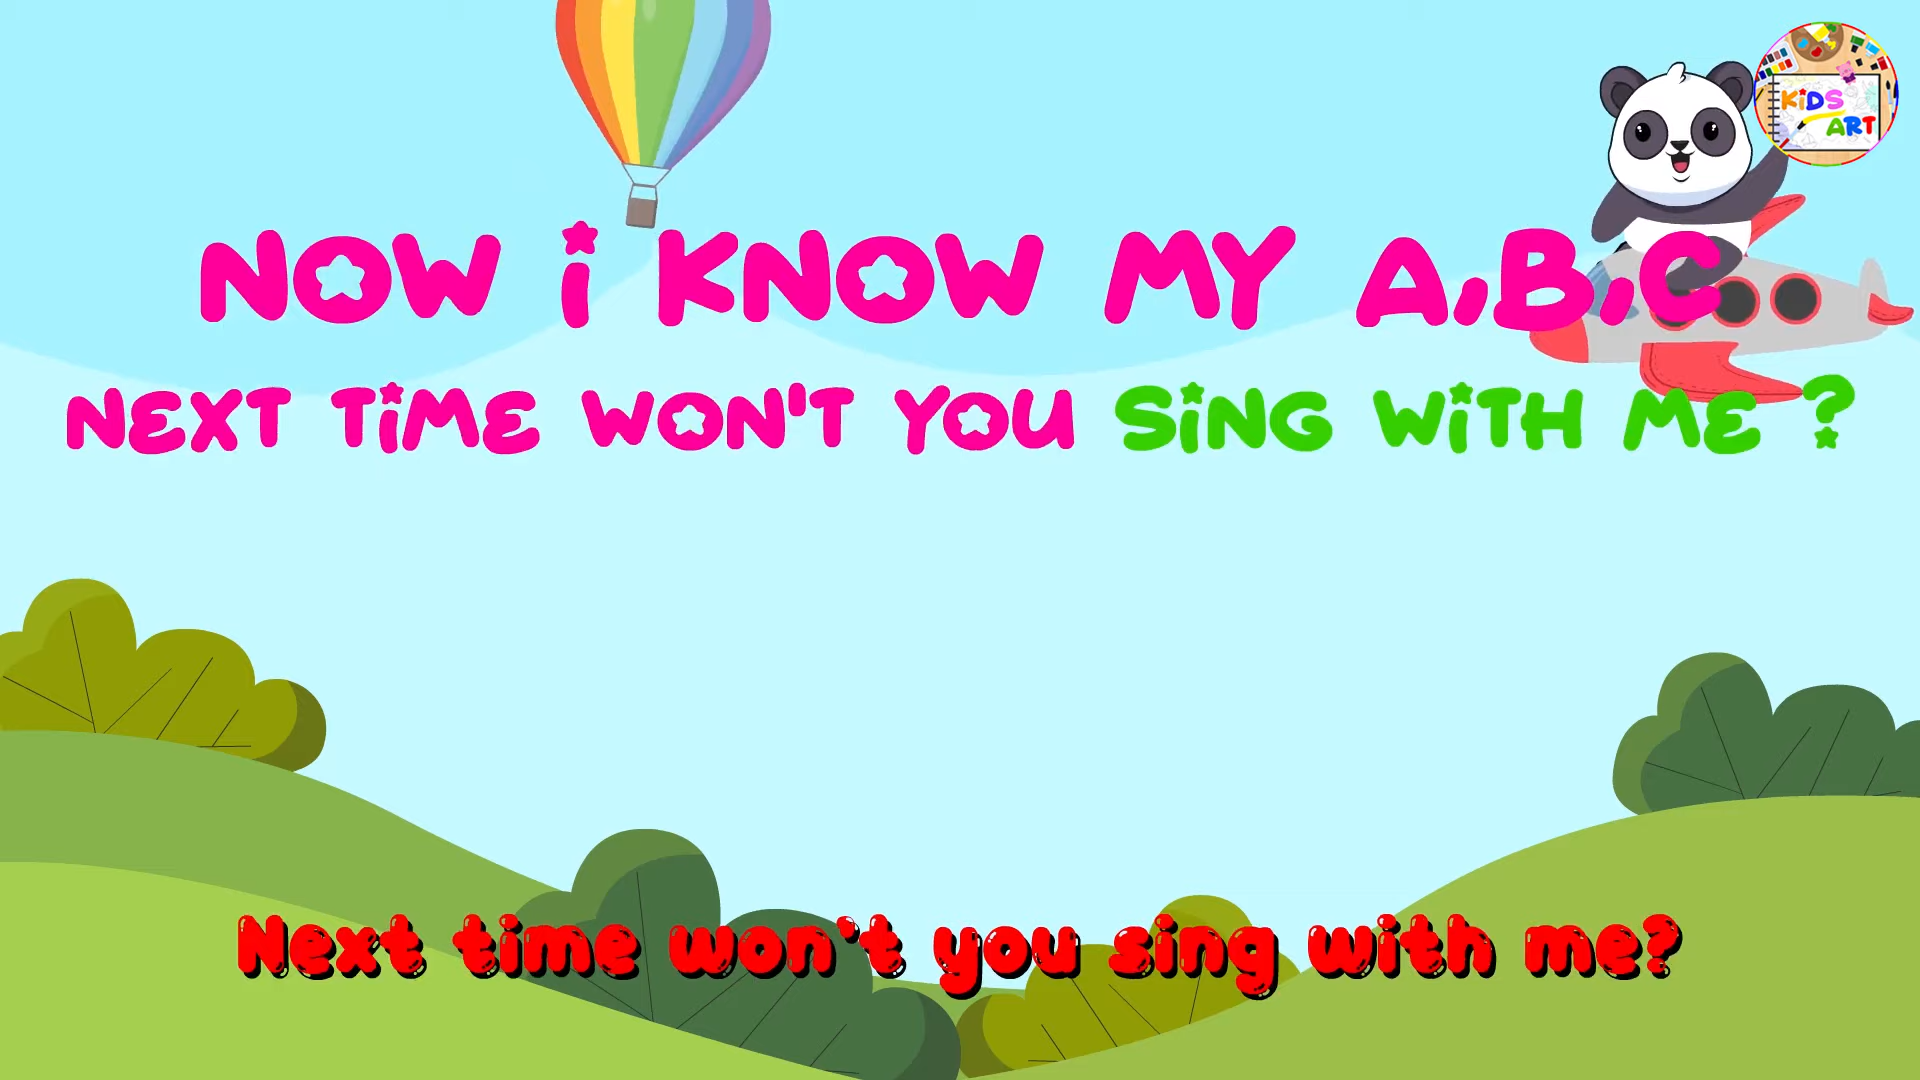 KiDS
ART
NOW i KNOW MY A,B,C
NEXT TiME WON'T YOU SiNG WiTH ME ?
Next time won't you sing with me?